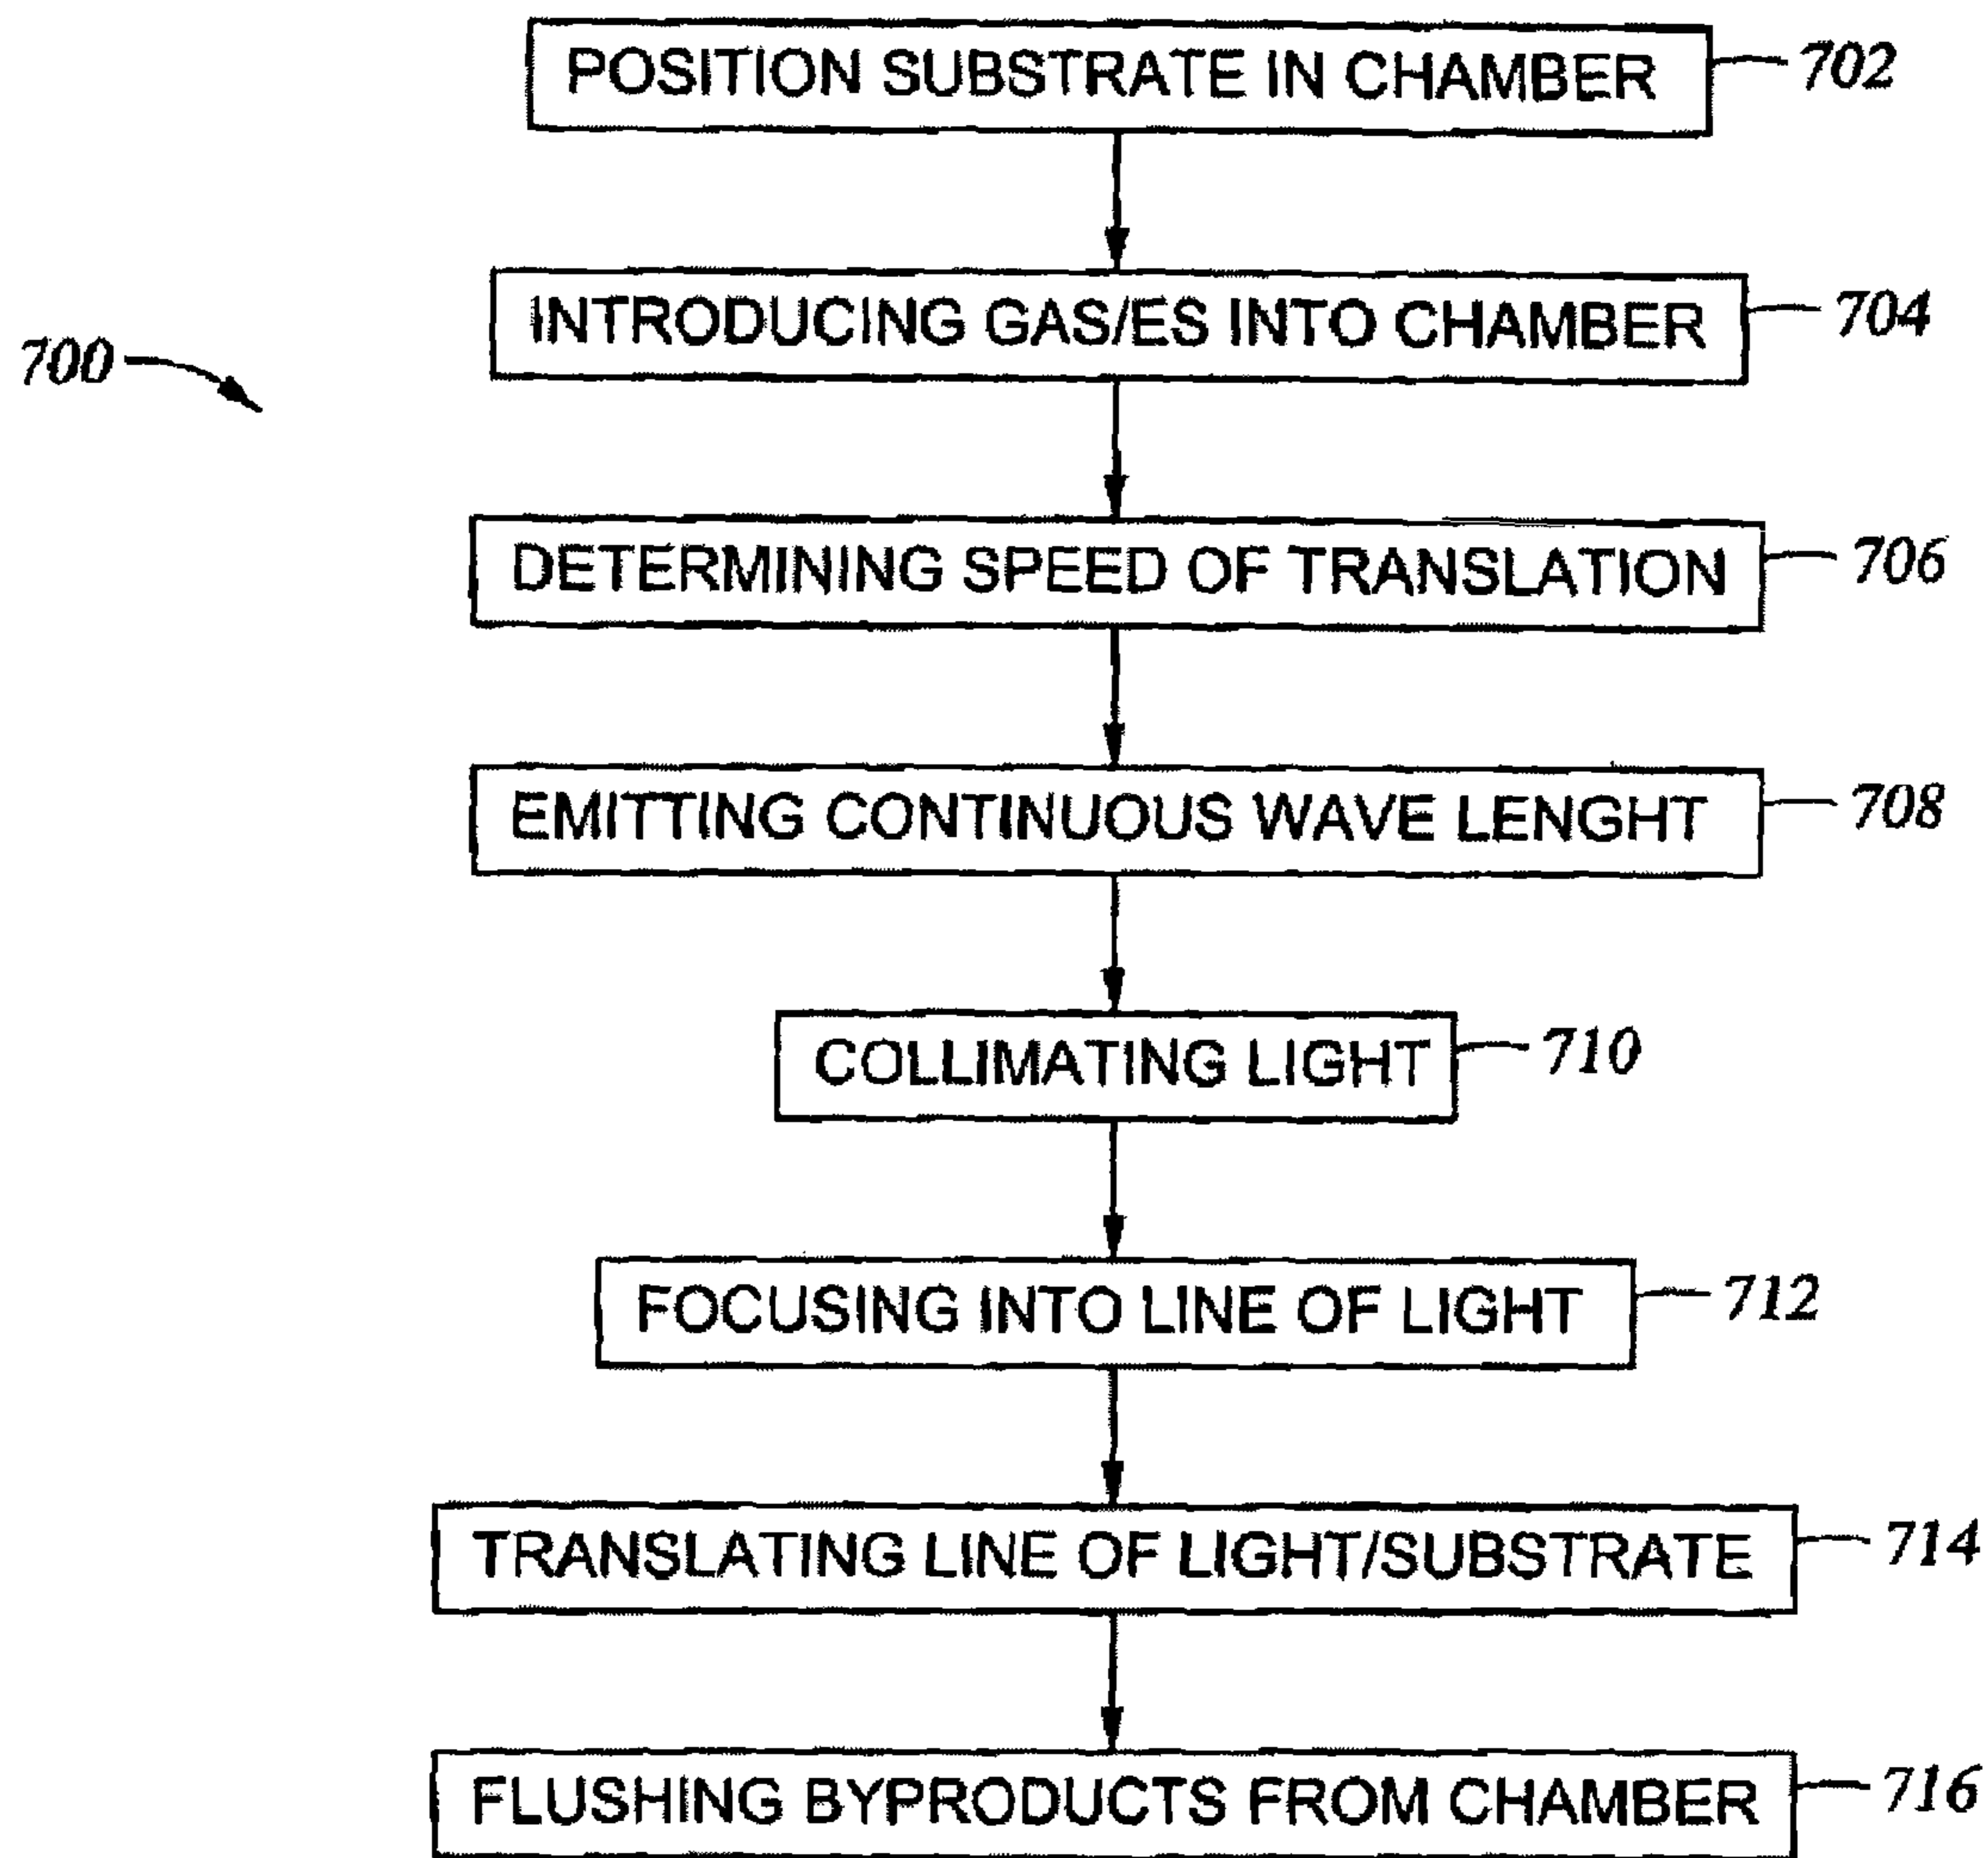 POSITION SUBSTRATE IN CHAMBER 702
INTRODUCING GAS/ES INTO CHAMBER 704
700
DETERMINING SPEED OF TRANSLATION 706
EMITTING CONTINUOUS WAVE LENGHT 708
COLLIMATING LIGHT 710
FOCUSING INTO LINE OF LIGHT 712
TRANSLATING LINE OF LIGHT/SUBSTRATE 714
FLUSHING BYPRODUCTS FROM CHAMBER 716